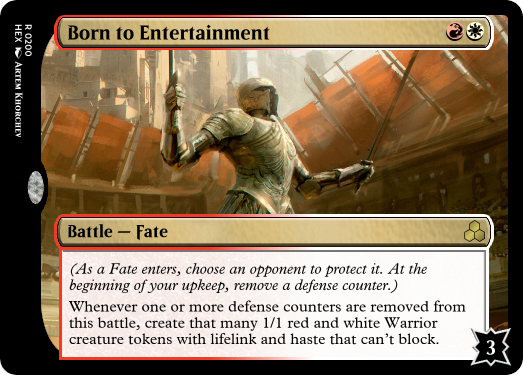 Born to Entertainment
Battle — Fate
(As a Fate enters, choose an opponent to protect it. At the
beginning of your upkeep, remove a defense counter.)
Whenever one or more defense counters are removed from
this battle, create that many 1/1 red and white Warrior
creature tokens with lifelink and haste that can't block.
3
R 0200
HEX ARTEM KHORCHEV